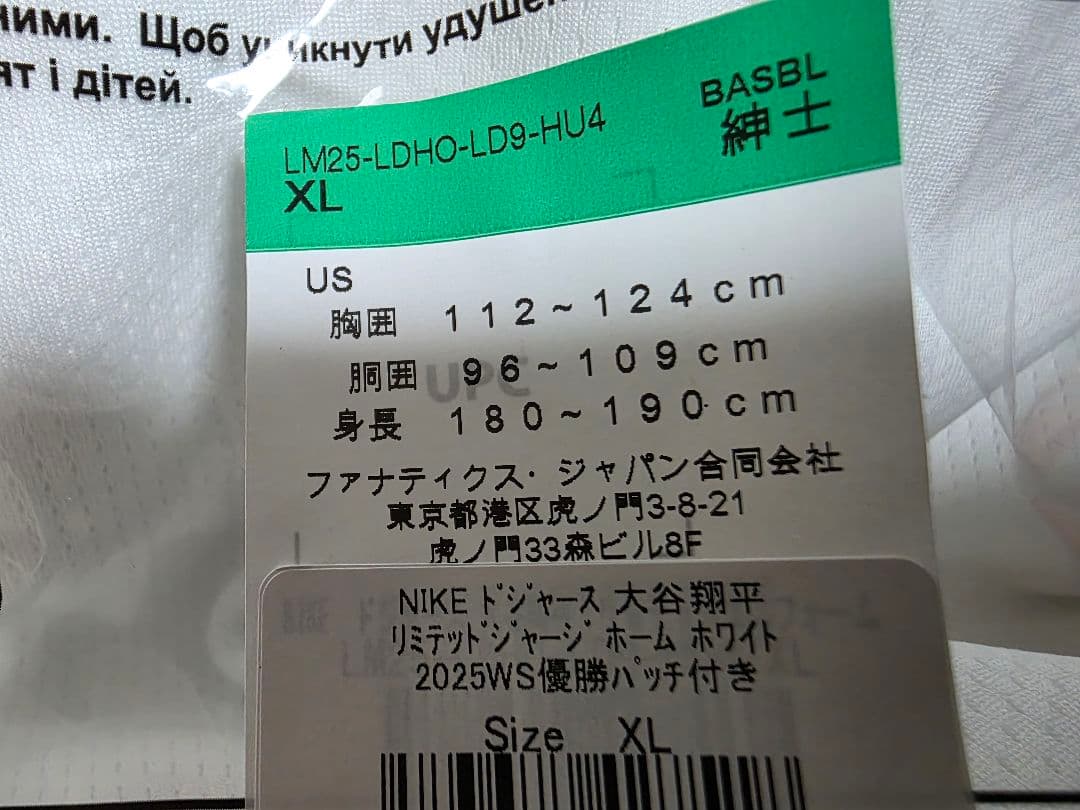 ними. Щоб уникнути удушен
ят і дітей.
LM25-LDHO-LD9-HU4
BASBL
XL
紳士
US
胸囲 112~124cm
胴囲 96~109cm
UPC
身長 180~190cm
ファナティクス・ジャパン合同会社
東京都港区虎ノ門3-8-21
虎ノ門33森ビル8F
NIKE ドジャース 大谷翔平
リミテッドジャージ ホーム ホワイト
2025WS優勝パッチ付き
Size XL